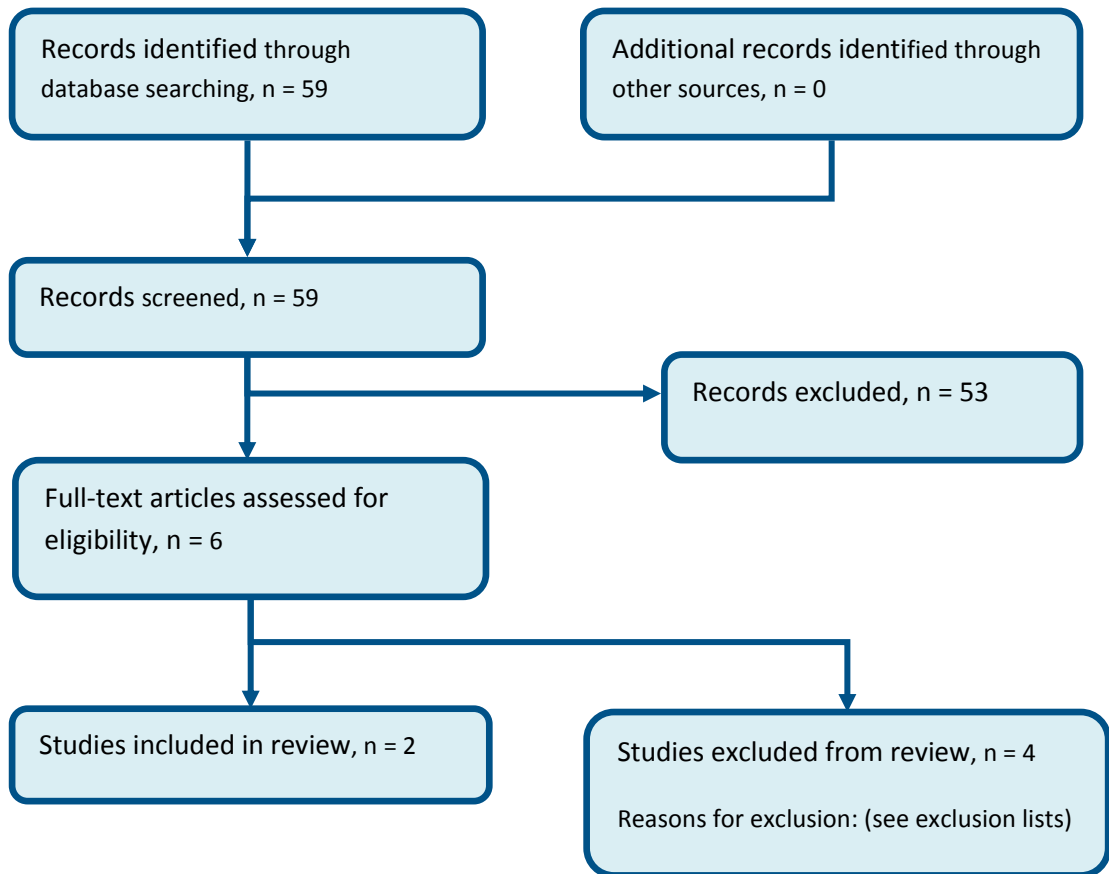 Records identified through
database searching, n = 59
Additional records identified through
other sources, n = 0
Records screened, n = 59
Records excluded, n = 53
Full-text articles assessed for
eligibility, n = 6
Studies included in review, n = 2
Studies excluded from review, n = 4
Reasons for exclusion: (see exclusion lists)